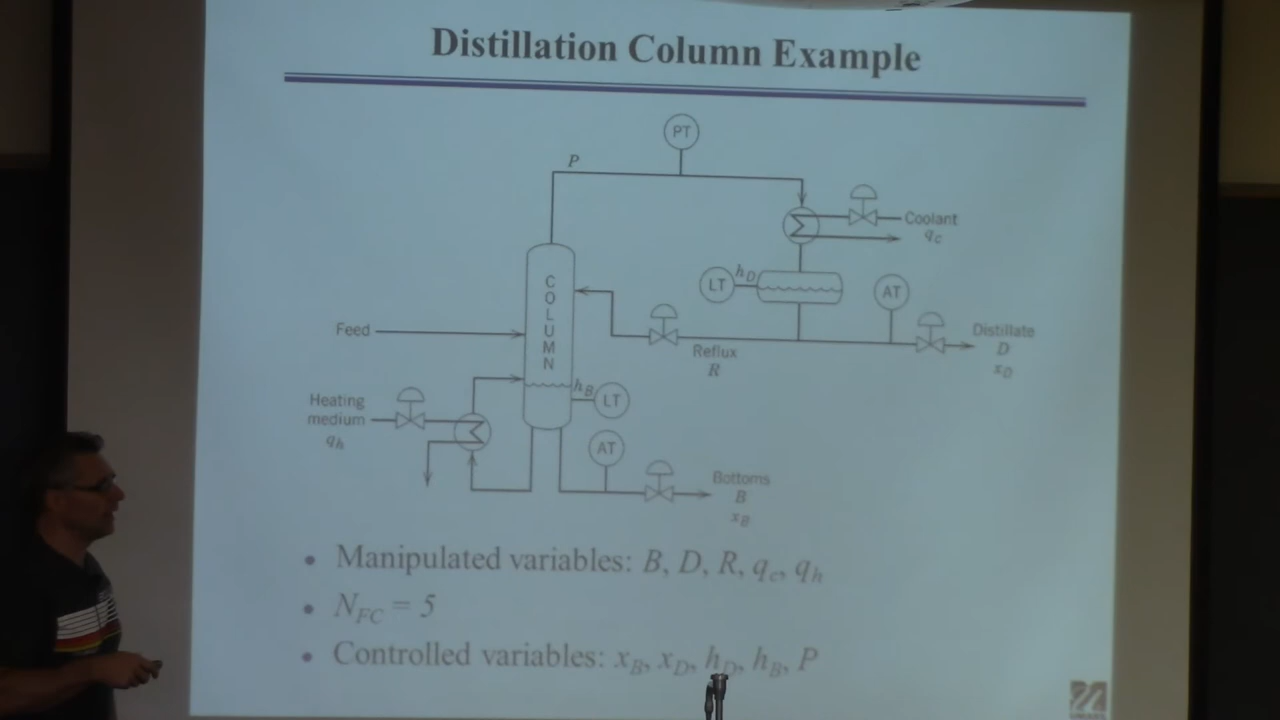 Distillation Column Example
PT
P
Coolant
qc
LT
hD
AT
COLUMN
Feed
Distillate
D
xD
Reflux
R
hB
LT
Heating
medium
qh
AT
Bottoms
B
xB
• Manipulated variables: B, D, R, qc, qh
• NFC = 5
• Controlled variables: xB, xD, hD, hB, P